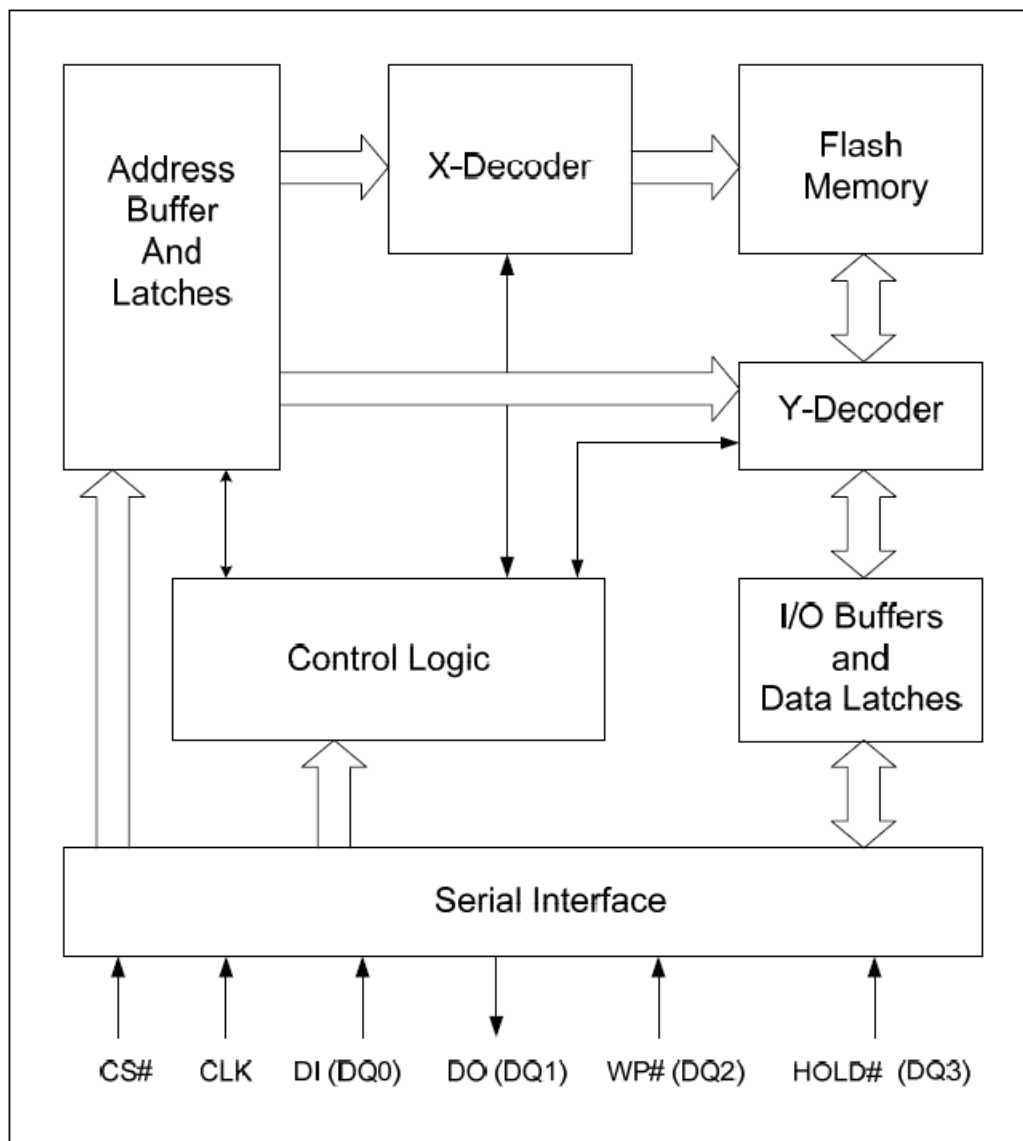 Address
Buffer
And
Latches
X-Decoder
Flash
Memory
Y-Decoder
Control Logic
I/O Buffers
and
Data Latches
Serial Interface
CS#
CLK
DI (DQ0)
DO (DQ1)
WP# (DQ2)
HOLD# (DQ3)